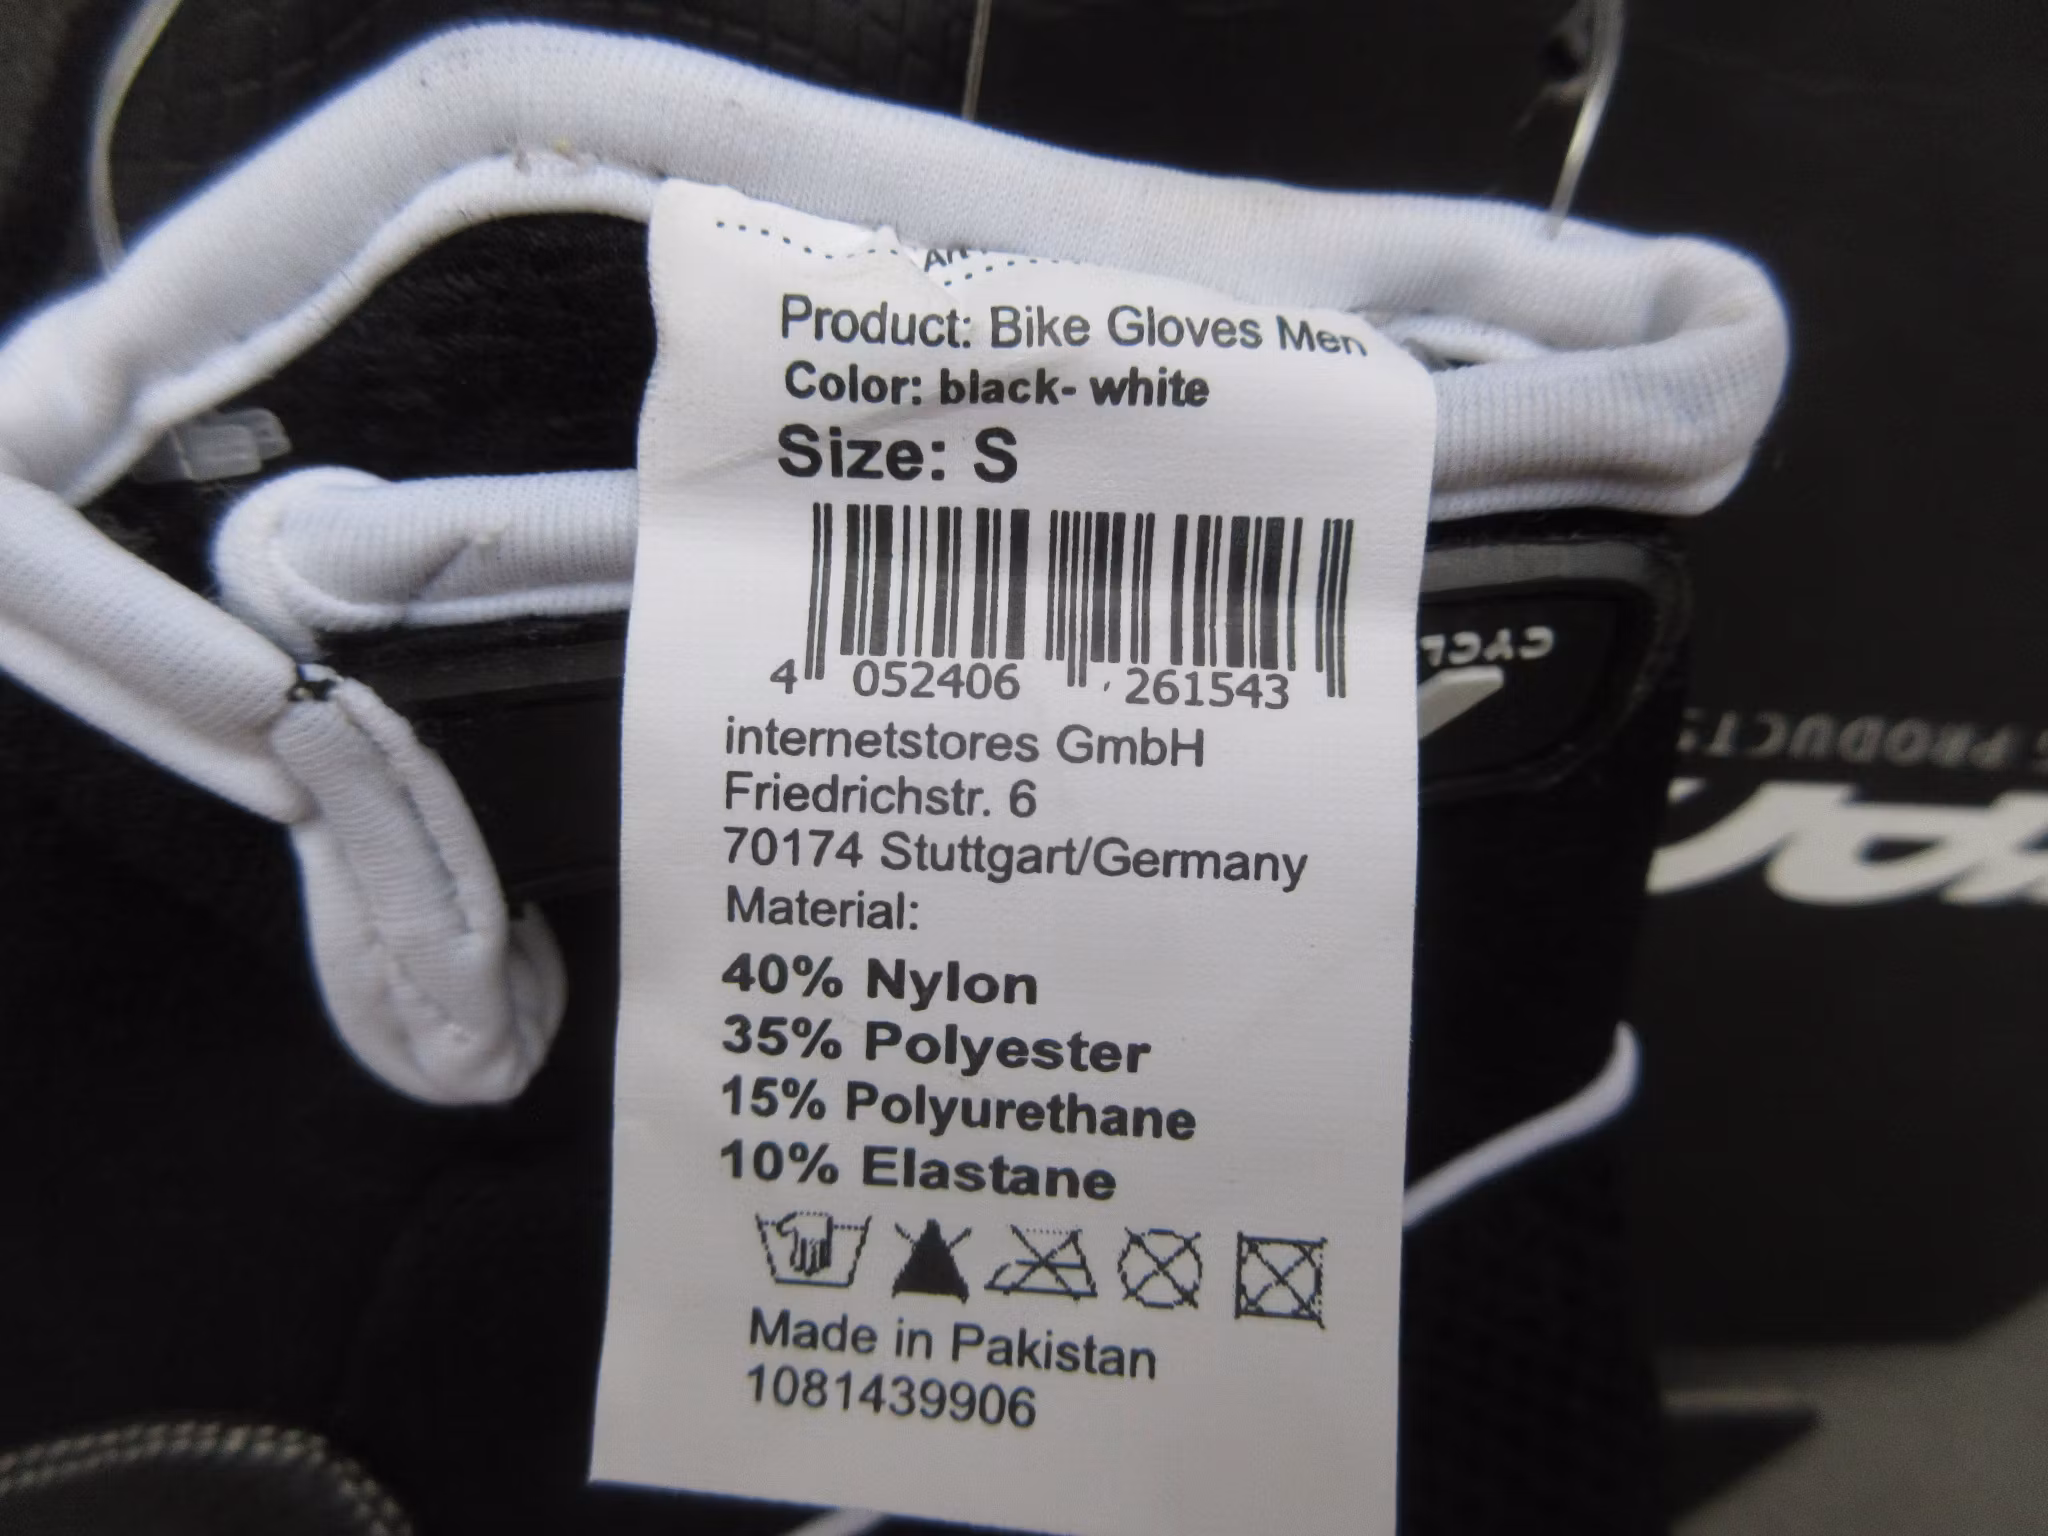 Product: Bike Gloves Men
Color: black- white
Size: S
4 052406 261543
internetstores GmbH
Friedrichstr. 6
70174 Stuttgart/Germany
Material:
40% Nylon
35% Polyester
15% Polyurethane
10% Elastane
Made in Pakistan
1081439906
PRODUCTS